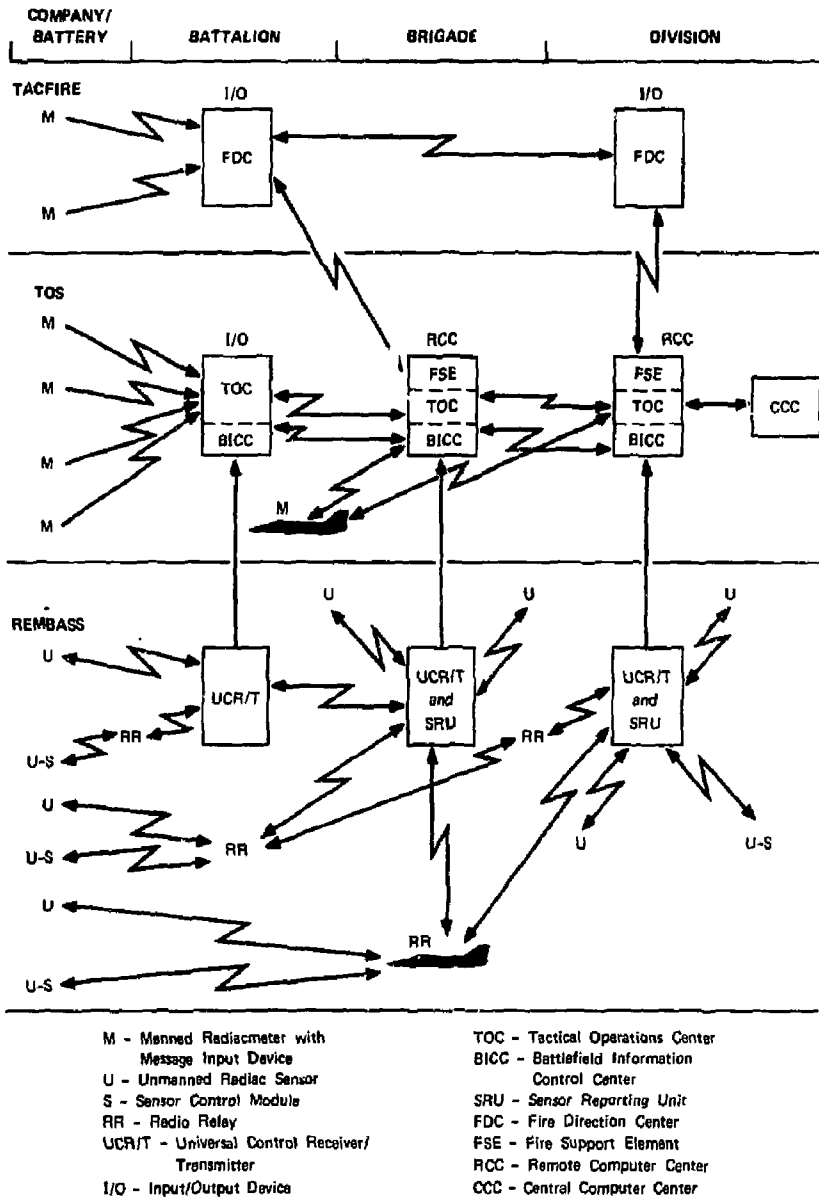 COMPANY/
BATTERY BATTALION BRIGADE DIVISION
TACFIRE
I/O I/O
M
FDC FDC
M
TOS
M
I/O RCC RCC
FSE FSE
M TOC TOC TOC CCC
BICC BICC BICC
M
M
M
U U U
REMBASS
U
UCR/T UCR/T
and
SRU UCR/T
and
SRU
RR RR
U-S
U
RR U U-S
U-S
U
RR
U-S
M - Manned Radiacmeter with
Message Input Device
U - Unmanned Radiac Sensor
S - Sensor Control Module
RR - Radio Relay
UCR/T - Universal Control Receiver/
Transmitter
I/O - Input/Output Device
TOC - Tactical Operations Center
BICC - Battlefield Information
Control Center
SRU - Sensor Reporting Unit
FDC - Fire Direction Center
FSE - Fire Support Element
RCC - Remote Computer Center
CCC - Central Computer Center